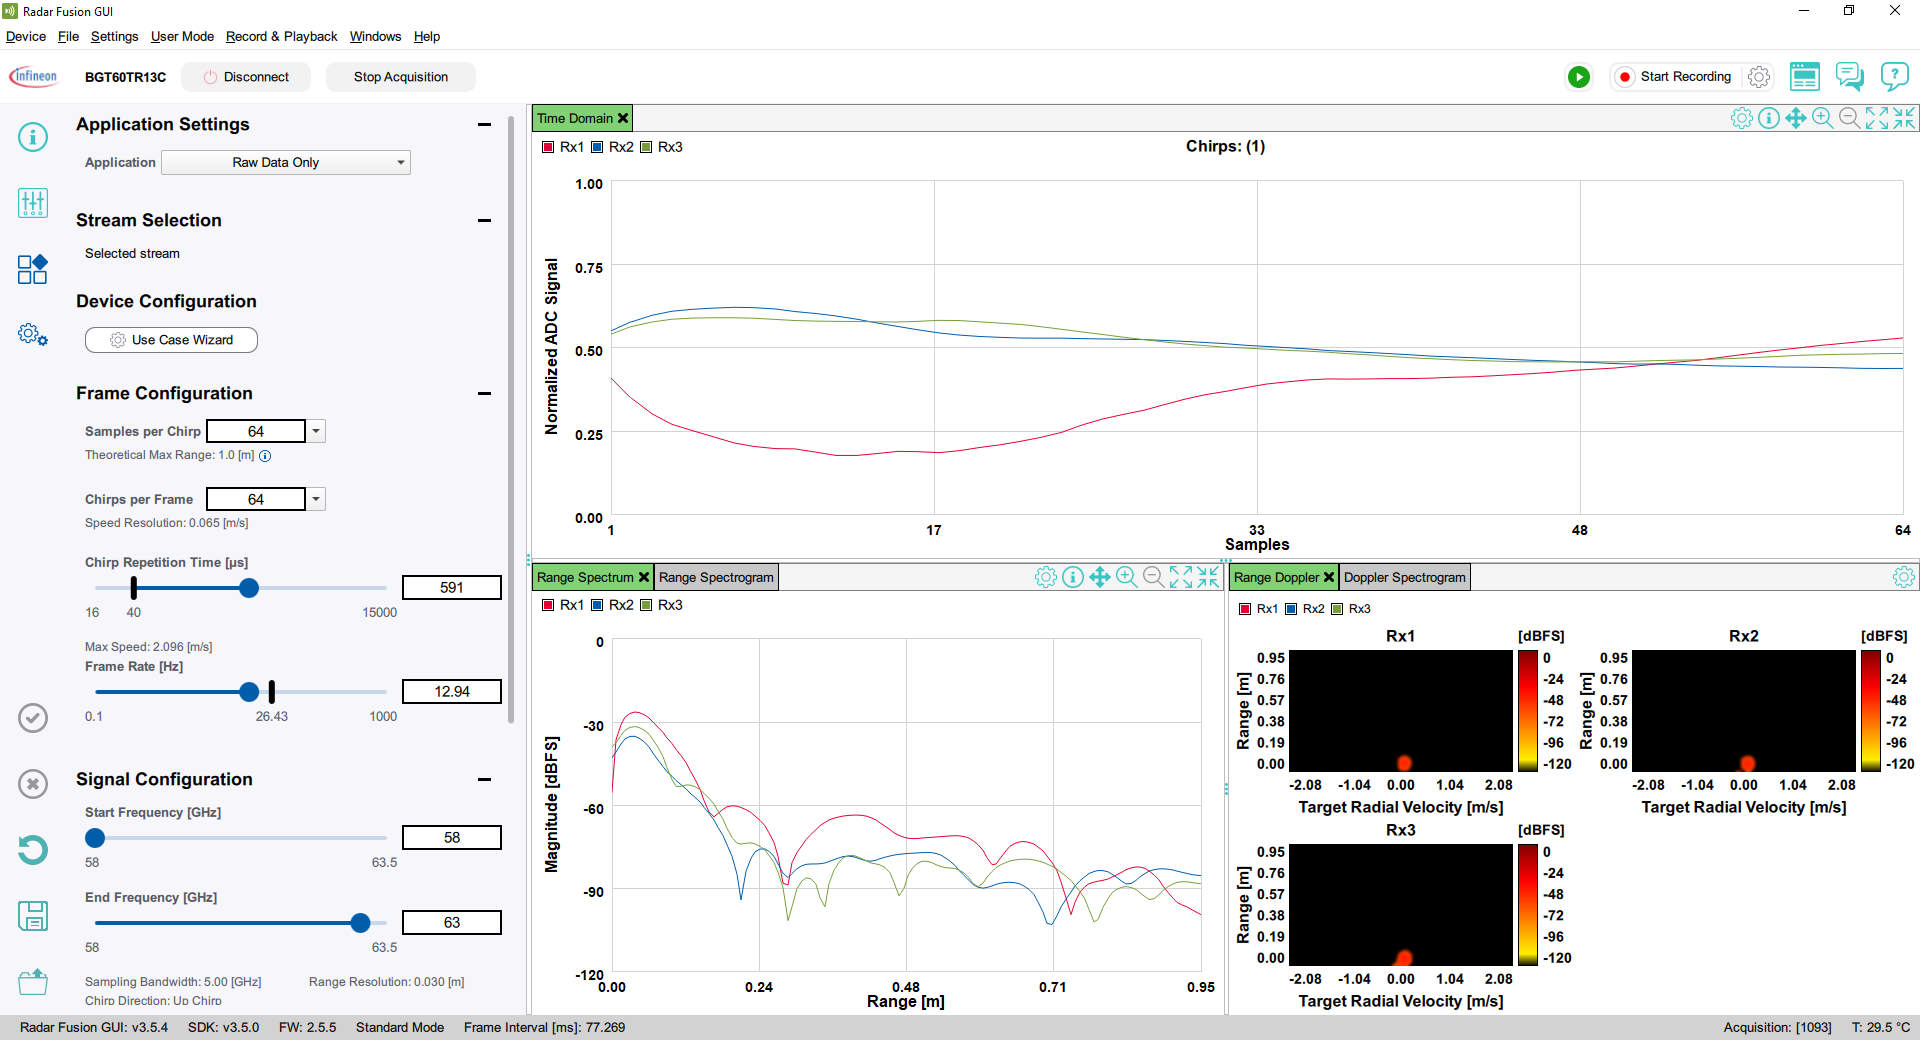 Radar Fusion GUI
Device File Settings User Mode Record & Playback Windows Help
infineon BGT60TR13C Disconnect Stop Acquisition Start Recording
Application Settings
Application Raw Data Only
Stream Selection
Selected stream
Device Configuration
Use Case Wizard
Frame Configuration
Samples per Chirp 64
Theoretical Max Range: 1.0 [m]
Chirps per Frame 64
Speed Resolution: 0.065 [m/s]
Chirp Repetition Time [µs]
591
16 40 15000
Max Speed: 2.096 [m/s]
Frame Rate [Hz]
12.94
0.1 26.43 1000
Signal Configuration
Start Frequency [GHz]
58
58 63.5
End Frequency [GHz]
63
58 63.5
Sampling Bandwidth: 5.00 [GHz] Range Resolution: 0.030 [m]
Chirp Direction: Up Chirp
Time Domain
Rx1 Rx2 Rx3 Chirps: (1)
Normalized ADC Signal
1.00
0.75
0.50
0.25
0.00
1 17 33 48 64
Samples
Range Spectrum Range Spectrogram
Rx1 Rx2 Rx3
Magnitude [dBFS]
0
-30
-60
-90
-120
0.00 0.24 0.48 0.71 0.95
Range [m]
Range Doppler Doppler Spectrogram
Rx1 Rx2 Rx3
Rx1 [dBFS]
Range [m]
0.95 0
0.76 -24
0.57 -48
0.38 -72
0.19 -96
0.00 -120
-2.08 -1.04 0.00 1.04 2.08
Target Radial Velocity [m/s]
Rx2 [dBFS]
Range [m]
0.95 0
0.76 -24
0.57 -48
0.38 -72
0.19 -96
0.00 -120
-2.08 -1.04 0.00 1.04 2.08
Target Radial Velocity [m/s]
Rx3 [dBFS]
Range [m]
0.95 0
0.76 -24
0.57 -48
0.38 -72
0.19 -96
0.00 -120
-2.08 -1.04 0.00 1.04 2.08
Target Radial Velocity [m/s]
Radar Fusion GUI: v3.5.4 SDK: v3.5.0 FW: 2.5.5 Standard Mode Frame Interval [ms]: 77.269 Acquisition: [1093] T: 29.5 °C